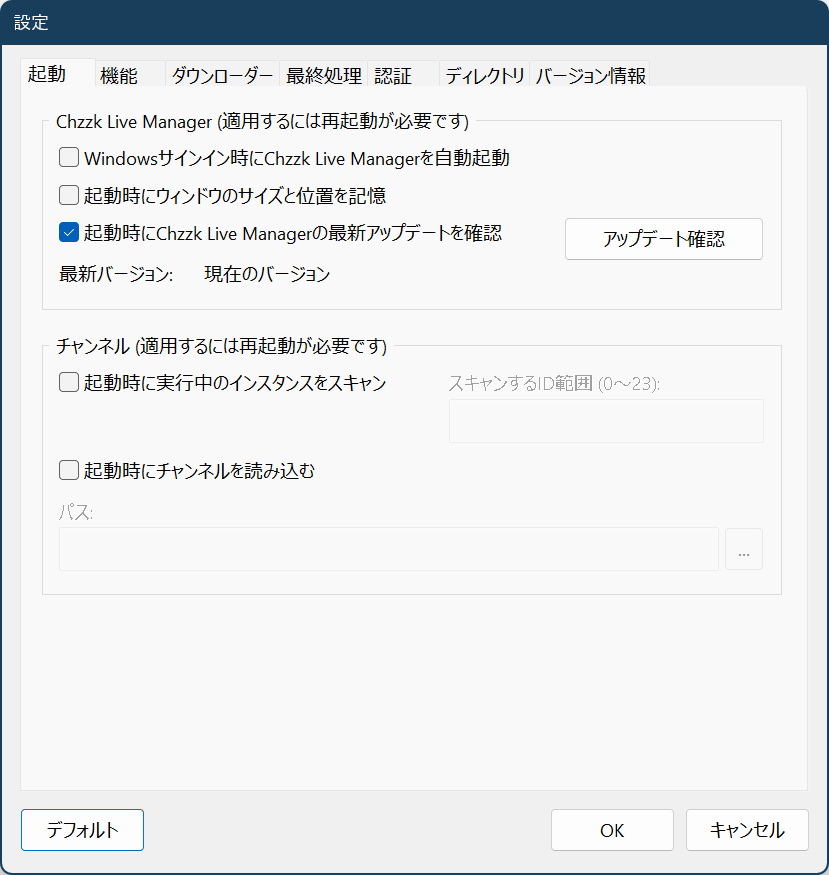 設定
起動 機能 ダウンローダー 最終処理 認証 ディレクトリ バージョン情報
Chzzk Live Manager (適用するには再起動が必要です)
Windowsサインイン時にChzzk Live Managerを自動起動
起動時にウィンドウのサイズと位置を記憶
起動時にChzzk Live Managerの最新アップデートを確認
アップデート確認
最新バージョン: 現在のバージョン
チャンネル (適用するには再起動が必要です)
起動時に実行中のインスタンスをスキャン
スキャンするID範囲 (0～23):
起動時にチャンネルを読み込む
パス:
...
デフォルト OK キャンセル